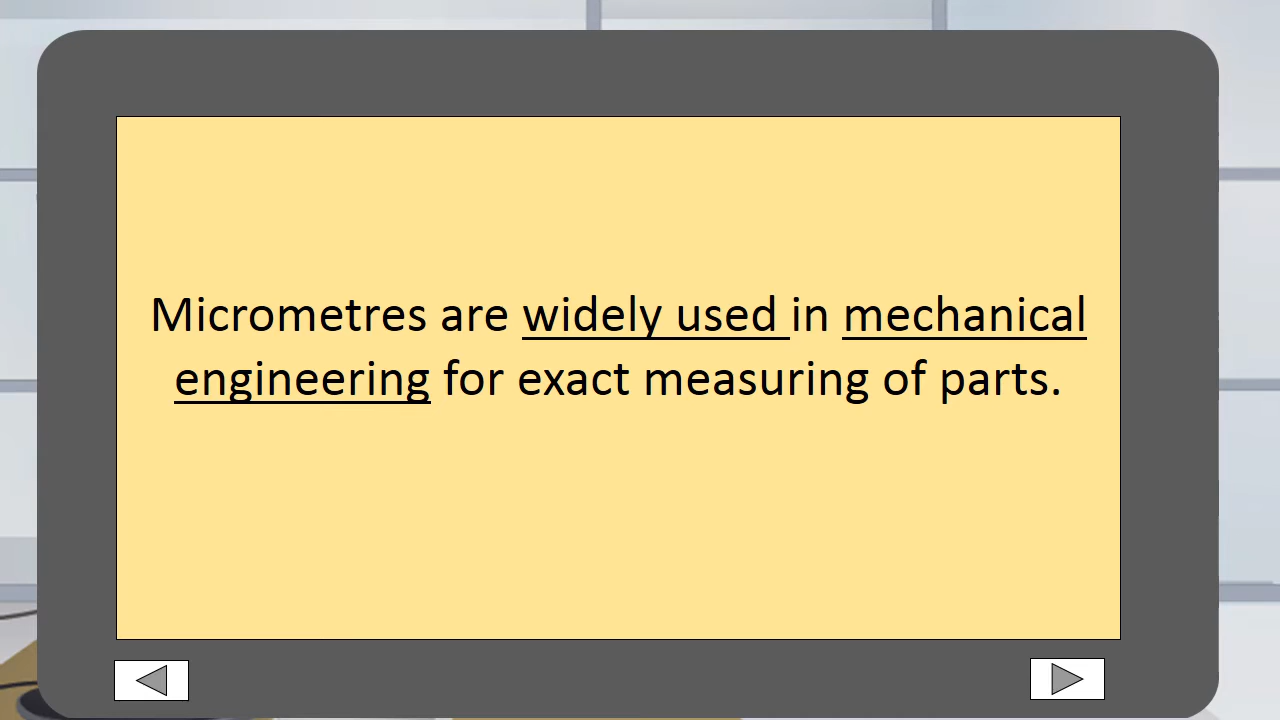 Micrometres are widely used in mechanical
engineering for exact measuring of parts.